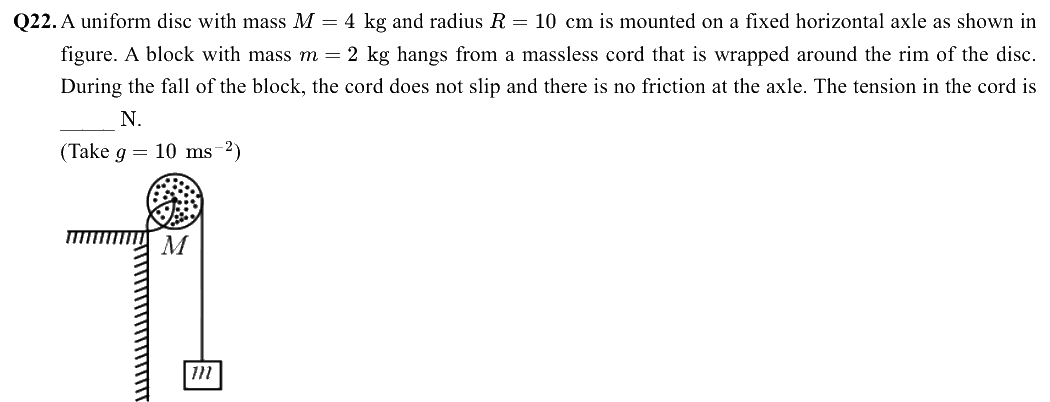 Q22. A uniform disc with mass M = 4 kg and radius R = 10 cm is mounted on a fixed horizontal axle as shown in
figure. A block with mass m = 2 kg hangs from a massless cord that is wrapped around the rim of the disc.
During the fall of the block, the cord does not slip and there is no friction at the axle. The tension in the cord is
_____ N.
(Take g = 10 ms⁻²)
M
m